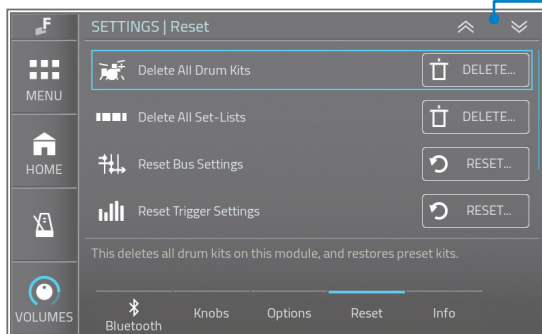 F
SETTINGS | Reset
MENU
Delete All Drum Kits
DELETE...
Delete All Set-Lists
DELETE...
HOME
Reset Bus Settings
RESET...
Reset Trigger Settings
RESET...
This deletes all drum kits on this module, and restores preset kits.
VOLUMES
Bluetooth
Knobs
Options
Reset
Info